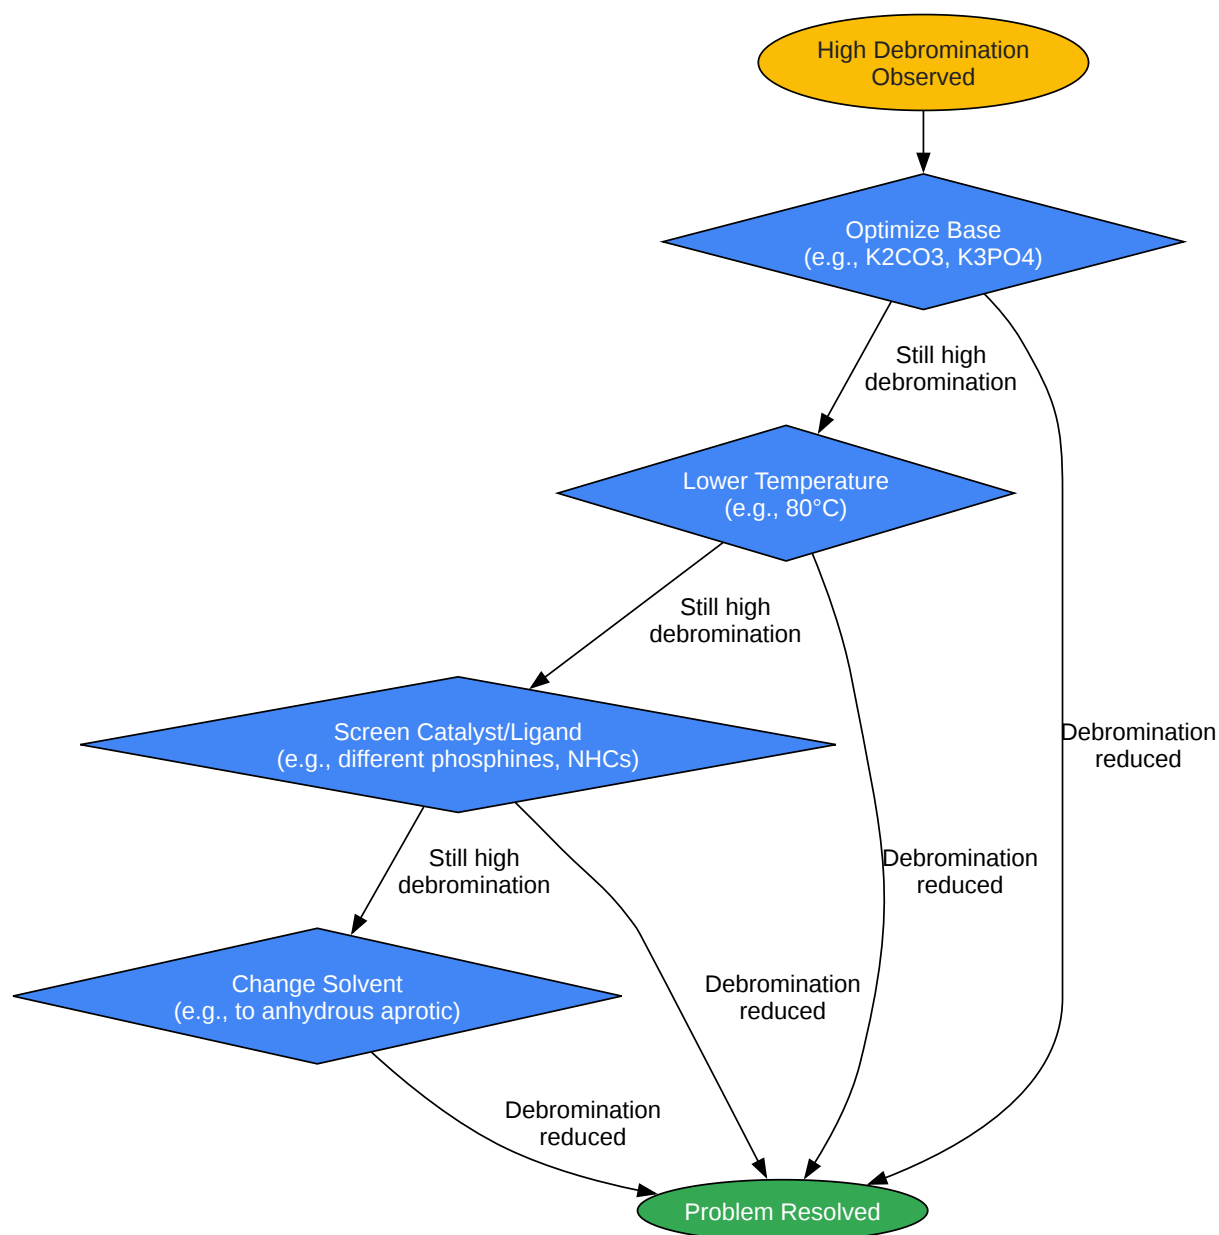 High Debromination
Observed
Optimize Base
(e.g., K2CO3, K3PO4)
Still high
debromination
Lower Temperature
(e.g., 80°C)
Still high
debromination
Screen Catalyst/Ligand
(e.g., different phosphines, NHCs)
Debromination
reduced
Still high
debromination
Debromination
reduced
Change Solvent
(e.g., to anhydrous aprotic)
Debromination
reduced
Debromination
reduced
Problem Resolved